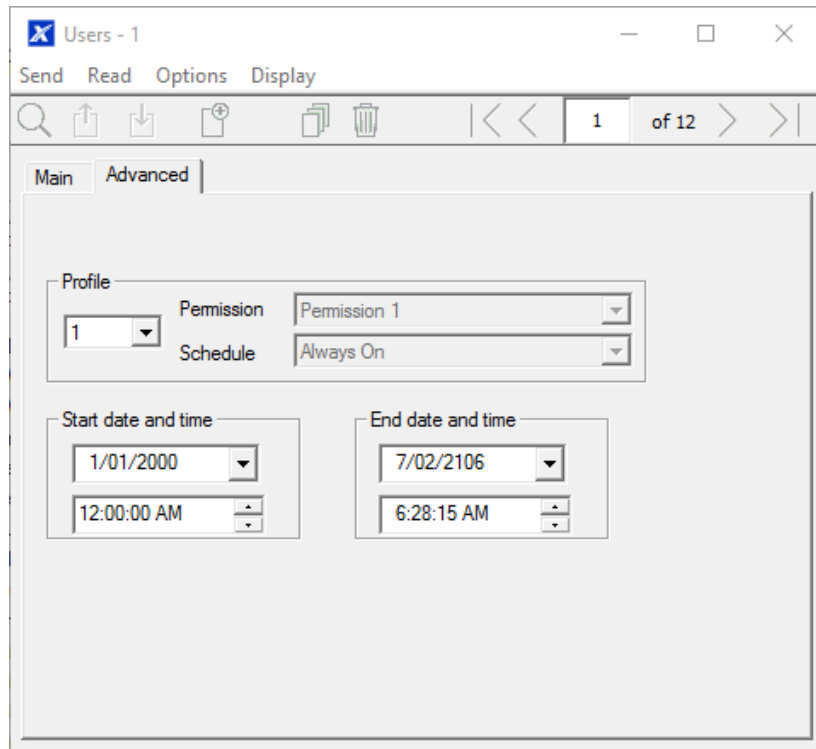 Users - 1
Send Read Options Display
1 of 12
Main Advanced
Profile
1 Permission Permission 1
Schedule Always On
Start date and time End date and time
1/01/2000 7/02/2106
12:00:00 AM 6:28:15 AM